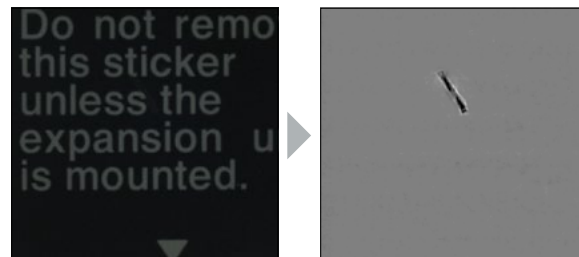 Do not remo
this sticker
unless the
expansion u
is mounted.